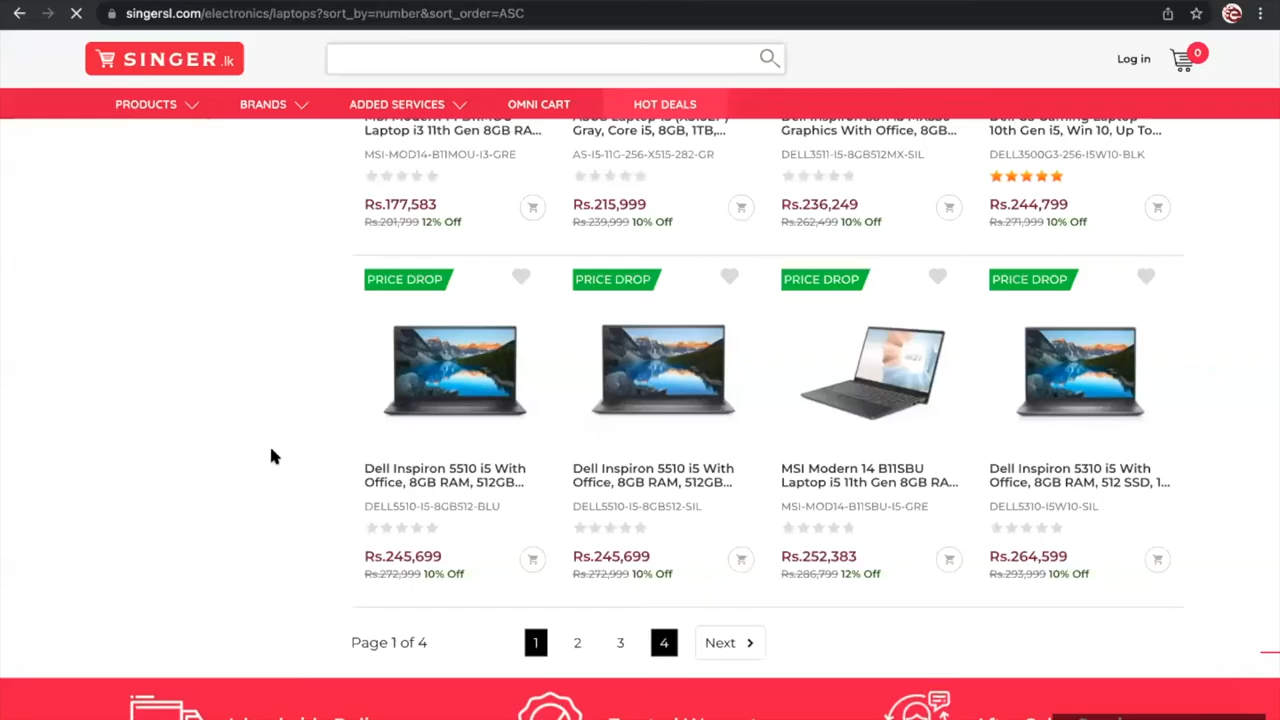 singersl.com/electronics/laptops?sort_by=number&sort_order=ASC
SINGER.lk
Log in
0
PRODUCTS
BRANDS
ADDED SERVICES
OMNI CART
HOT DEALS
Laptop i3 11th Gen 8GB RA...
Gray, Core i5, 8GB, 1TB,...
Graphics With Office, 8GB...
10th Gen i5, Win 10, Up To...
MSI-MOD14-B11MOU-I3-GRE
AS-I5-11G-256-X515-282-GR
DELL3511-I5-8GB512MX-SIL
DELL3500G3-256-I5W10-BLK
Rs.177,583
Rs.215,999
Rs.236,249
Rs.244,799
Rs.201,799 12% Off
Rs.239,999 10% Off
Rs.262,499 10% Off
Rs.271,999 10% Off
PRICE DROP
PRICE DROP
PRICE DROP
PRICE DROP
Dell Inspiron 5510 i5 With
Office, 8GB RAM, 512GB...
Dell Inspiron 5510 i5 With
Office, 8GB RAM, 512GB...
MSI Modern 14 B11SBU
Laptop i5 11th Gen 8GB RA...
Dell Inspiron 5310 i5 With
Office, 8GB RAM, 512 SSD, 1...
DELL5510-I5-8GB512-BLU
DELL5510-I5-8GB512-SIL
MSI-MOD14-B11SBU-I5-GRE
DELL5310-I5W10-SIL
Rs.245,699
Rs.245,699
Rs.252,383
Rs.264,599
Rs.272,999 10% Off
Rs.272,999 10% Off
Rs.286,799 12% Off
Rs.293,999 10% Off
Page 1 of 4
1
2
3
4
Next